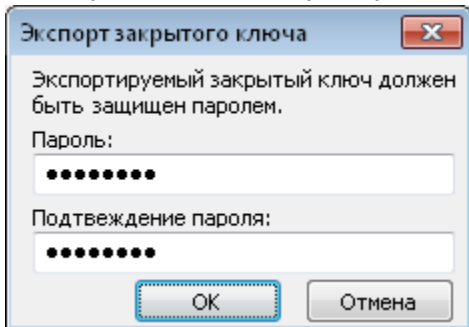 Экспорт закрытого ключа
Экспортируемый закрытый ключ должен
быть защищен паролем.
Пароль:
●●●●●●●●
Подтвеждение пароля:
●●●●●●●●
OK Отмена